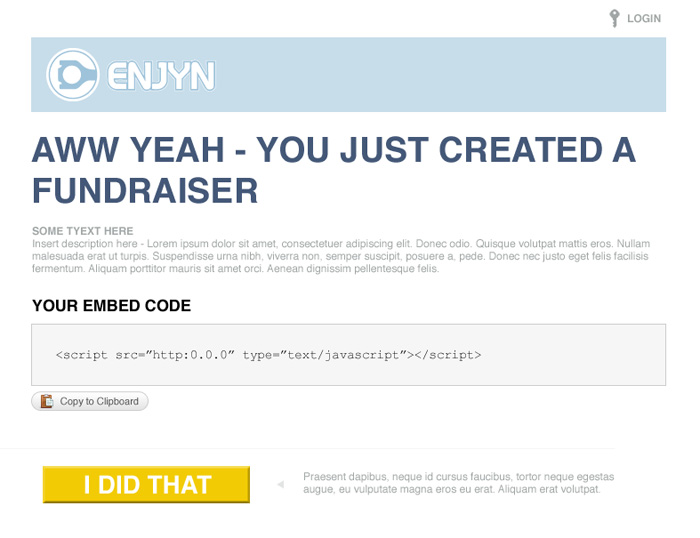 LOGIN
ENJYN
AWW YEAH - YOU JUST CREATED A
FUNDRAISER
SOME TYEXT HERE
Insert description here - Lorem ipsum dolor sit amet, consectetuer adipiscing elit. Donec odio. Quisque volutpat mattis eros. Nullam
malesuada erat ut turpis. Suspendisse urna nibh, viverra non, semper suscipit, posuere a, pede. Donec nec justo eget felis facilisis
fermentum. Aliquam porttitor mauris sit amet orci. Aenean dignissim pellentesque felis.
YOUR EMBED CODE
<script src=”http:0.0.0” type=”text/javascript”></script>
Copy to Clipboard
I DID THAT
Praesent dapibus, neque id cursus faucibus, tortor neque egestas
augue, eu vulputate magna eros eu erat. Aliquam erat volutpat.